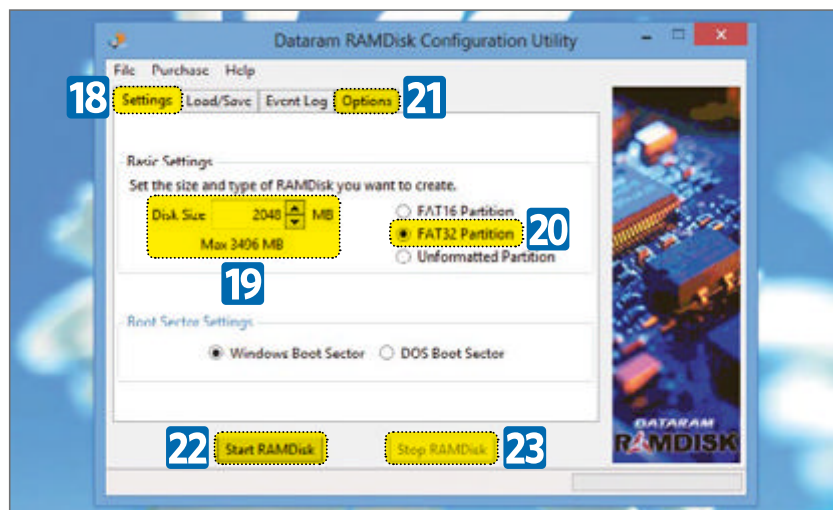 Dataram RAMDisk Configuration Utility
File Purchase Help
18 Settings Load/Save Event Log Options 21
Basic Settings
Set the size and type of RAMDisk you want to create.
Disk Size 2048 MB
Max 3496 MB
19
FAT16 Partition
FAT32 Partition 20
Unformatted Partition
Boot Sector Settings
Windows Boot Sector DOS Boot Sector
22 Start RAMDisk Stop RAMDisk 23
DATARAM
RAMDISK